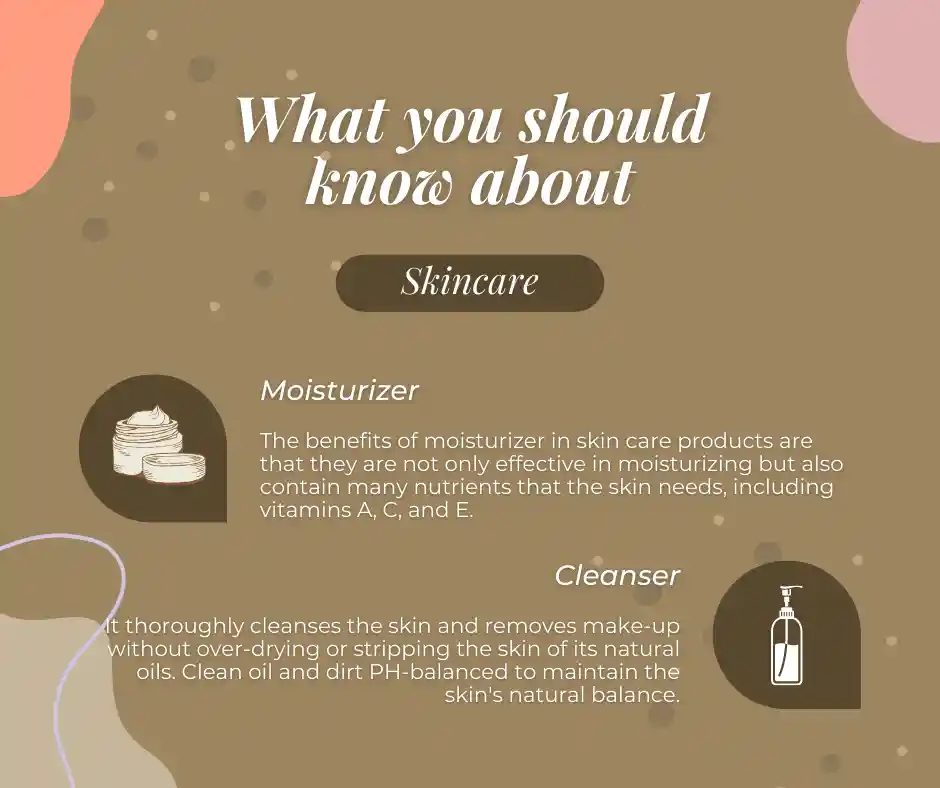 What you should
know about
Skincare
Moisturizer
The benefits of moisturizer in skin care products are
that they are not only effective in moisturizing but also
contain many nutrients that the skin needs, including
vitamins A, C, and E.
Cleanser
It thoroughly cleanses the skin and removes make-up
without over-drying or stripping the skin of its natural
oils. Clean oil and dirt PH-balanced to maintain the
skin's natural balance.